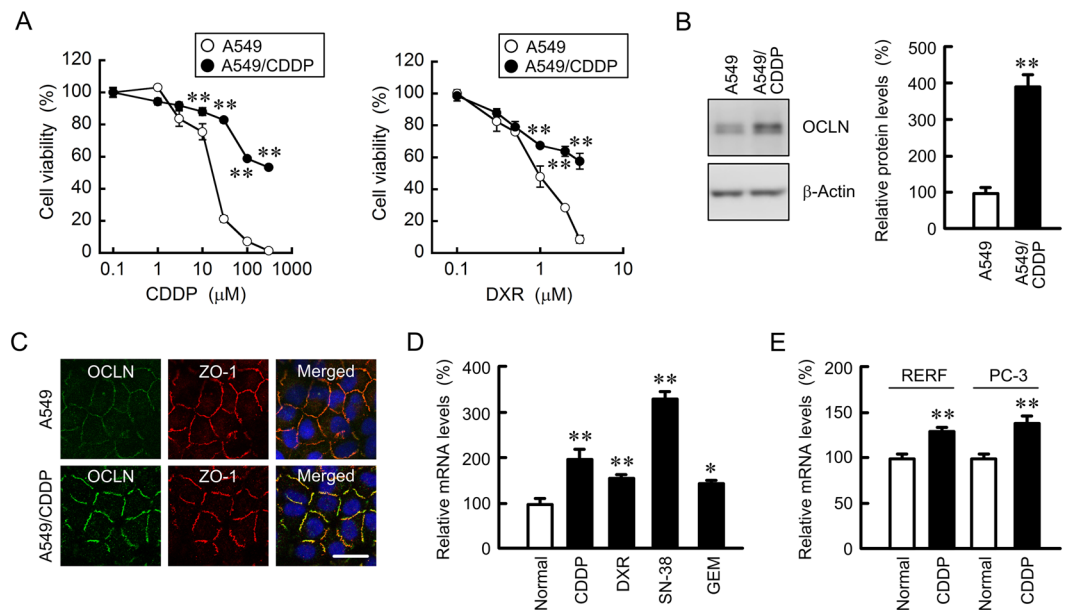 A
A549
A549/CDDP
Cell viability (%)
120
100
80
60
40
20
0
0.1
1
10
100
1000
CDDP (μM)
**
**
**
**
A549
A549/CDDP
Cell viability (%)
120
100
80
60
40
20
0
0.1
1
10
DXR (μM)
**
**
**
**
B
A549
A549/
CDDP
OCLN
β-Actin
Relative protein levels (%)
500
400
300
200
100
0
**
A549
A549/
CDDP
C
OCLN
ZO-1
Merged
A549
OCLN
ZO-1
Merged
A549/CDDP
D
Relative mRNA levels (%)
400
300
200
100
0
**
**
**
*
Normal
CDDP
DXR
SN-38
GEM
E
Relative mRNA levels (%)
200
150
100
50
0
RERF
PC-3
**
**
Normal
CDDP
Normal
CDDP